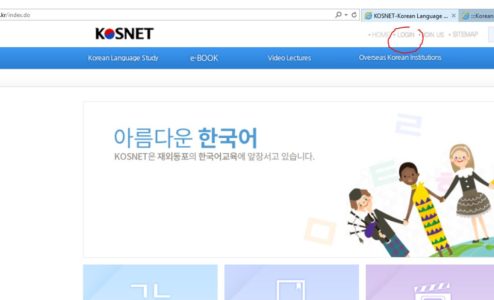 .kr/index.do
KOSNET-Korean Language ...
:::Korean
KOSNET
HOME LOGIN JOIN US SITEMAP
Korean Language Study e-BOOK Video Lectures Overseas Korean Institutions
아름다운 한국어
KOSNET은 재외동포의 한국어교육에 앞장서고 있습니다.
ㄹ
ㅁ
가